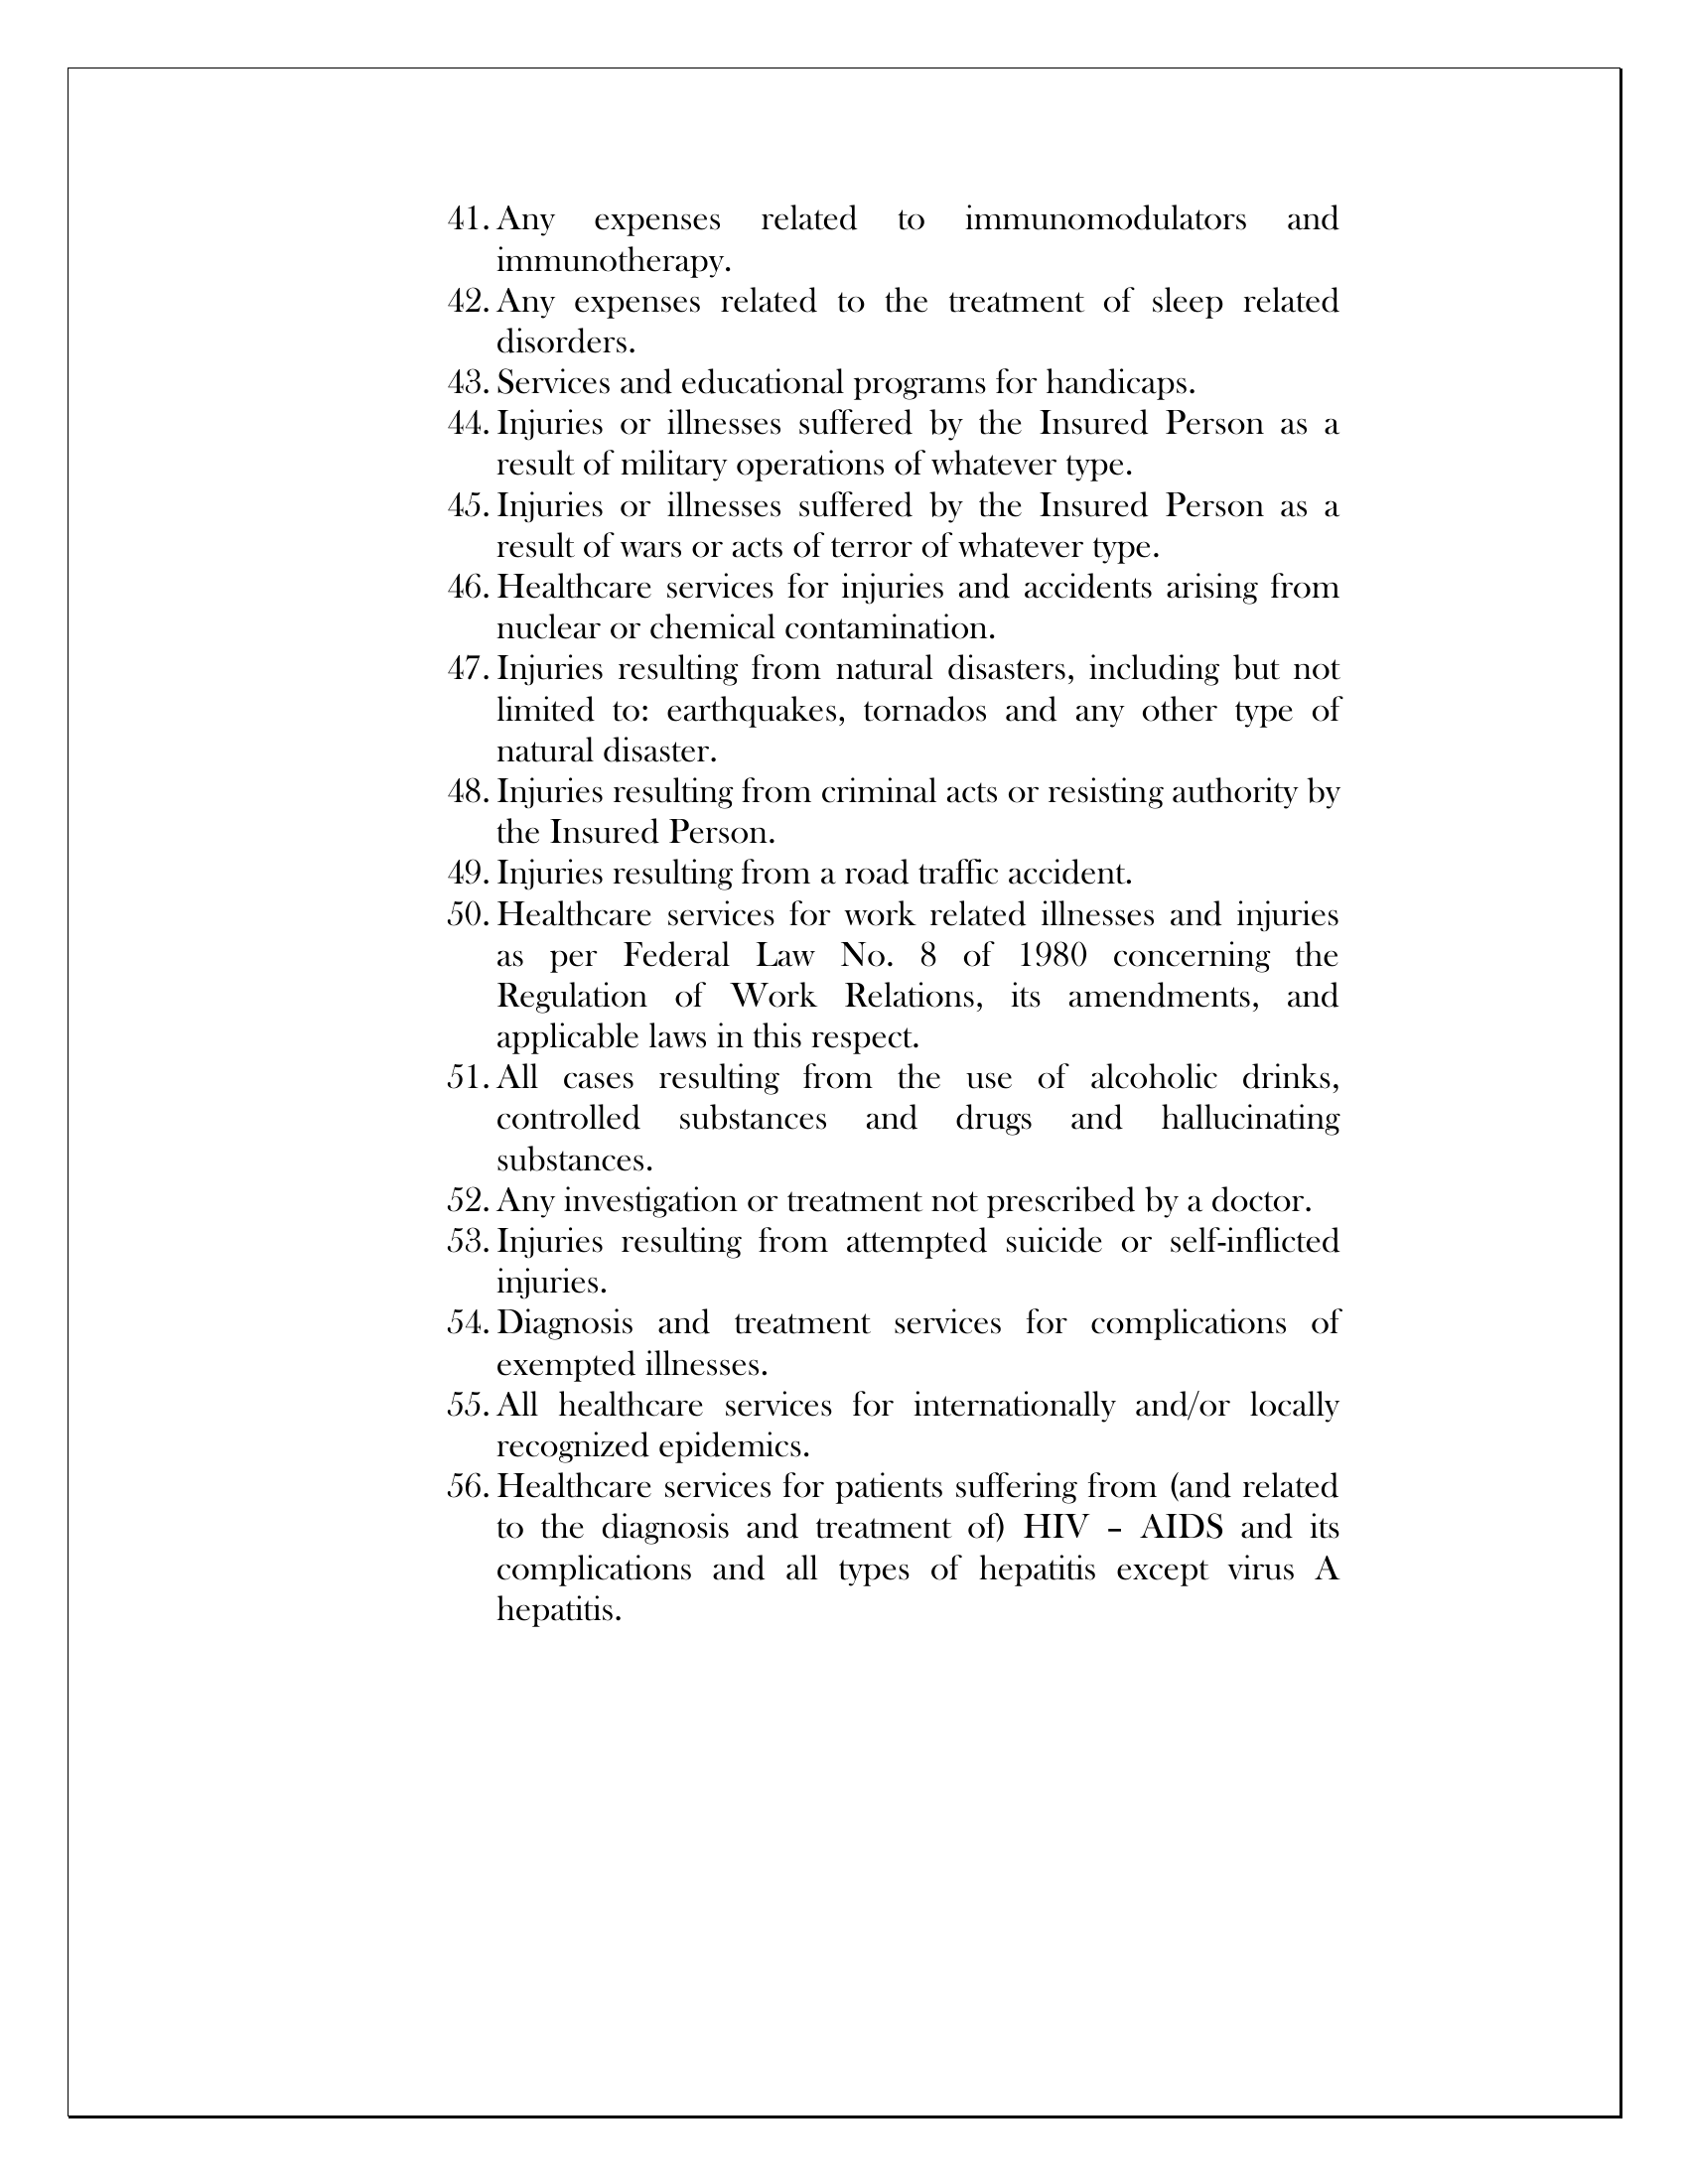 41. Any expenses related to immunomodulators and
immunotherapy.
42. Any expenses related to the treatment of sleep related
disorders.
43. Services and educational programs for handicaps.
44. Injuries or illnesses suffered by the Insured Person as a
result of military operations of whatever type.
45. Injuries or illnesses suffered by the Insured Person as a
result of wars or acts of terror of whatever type.
46. Healthcare services for injuries and accidents arising from
nuclear or chemical contamination.
47. Injuries resulting from natural disasters, including but not
limited to: earthquakes, tornados and any other type of
natural disaster.
48. Injuries resulting from criminal acts or resisting authority by
the Insured Person.
49. Injuries resulting from a road traffic accident.
50. Healthcare services for work related illnesses and injuries
as per Federal Law No. 8 of 1980 concerning the
Regulation of Work Relations, its amendments, and
applicable laws in this respect.
51. All cases resulting from the use of alcoholic drinks,
controlled substances and drugs and hallucinating
substances.
52. Any investigation or treatment not prescribed by a doctor.
53. Injuries resulting from attempted suicide or self-inflicted
injuries.
54. Diagnosis and treatment services for complications of
exempted illnesses.
55. All healthcare services for internationally and/or locally
recognized epidemics.
56. Healthcare services for patients suffering from (and related
to the diagnosis and treatment of) HIV – AIDS and its
complications and all types of hepatitis except virus A
hepatitis.